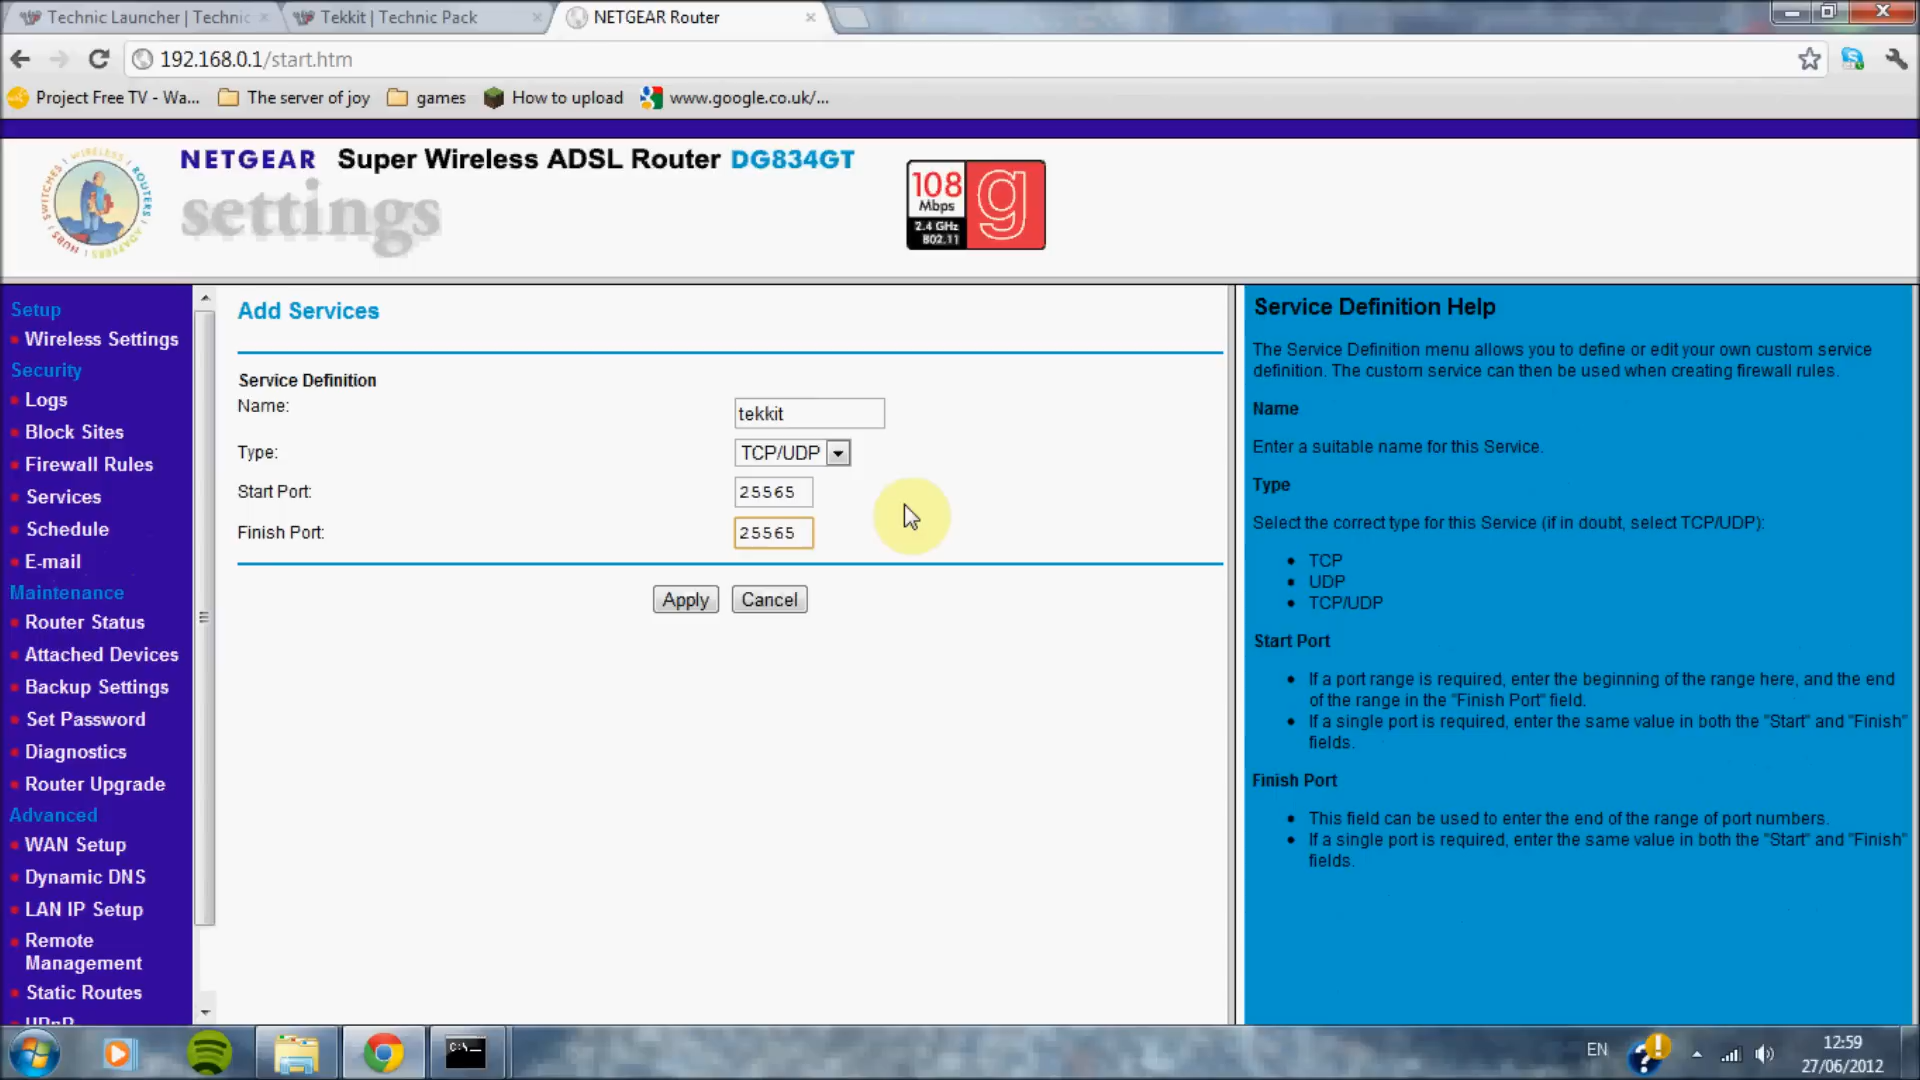 Technic Launcher | Technic
Tekkit | Technic Pack
NETGEAR Router
192.168.0.1/start.htm
Project Free TV - Wa...
The server of joy
games
How to upload
www.google.co.uk/...
SWITCHES WIRELESS ROUTERS ADAPTERS HUBS
NETGEAR Super Wireless ADSL Router DG834GT
settings
108
Mbps
2.4 GHz
802.11
g
Setup
Wireless Settings
Security
Logs
Block Sites
Firewall Rules
Services
Schedule
E-mail
Maintenance
Router Status
Attached Devices
Backup Settings
Set Password
Diagnostics
Router Upgrade
Advanced
WAN Setup
Dynamic DNS
LAN IP Setup
Remote
Management
Static Routes
UPnP
Add Services
Service Definition
Name:
tekkit
Type:
TCP/UDP
Start Port:
25565
Finish Port:
25565
Apply
Cancel
Service Definition Help
The Service Definition menu allows you to define or edit your own custom service
definition. The custom service can then be used when creating firewall rules.
Name
Enter a suitable name for this Service.
Type
Select the correct type for this Service (if in doubt, select TCP/UDP):
TCP
UDP
TCP/UDP
Start Port
If a port range is required, enter the beginning of the range here, and the end
of the range in the "Finish Port" field.
If a single port is required, enter the same value in both the "Start" and "Finish"
fields.
Finish Port
This field can be used to enter the end of the range of port numbers.
If a single port is required, enter the same value in both the "Start" and "Finish"
fields.
C:\_
EN
12:59
27/06/2012